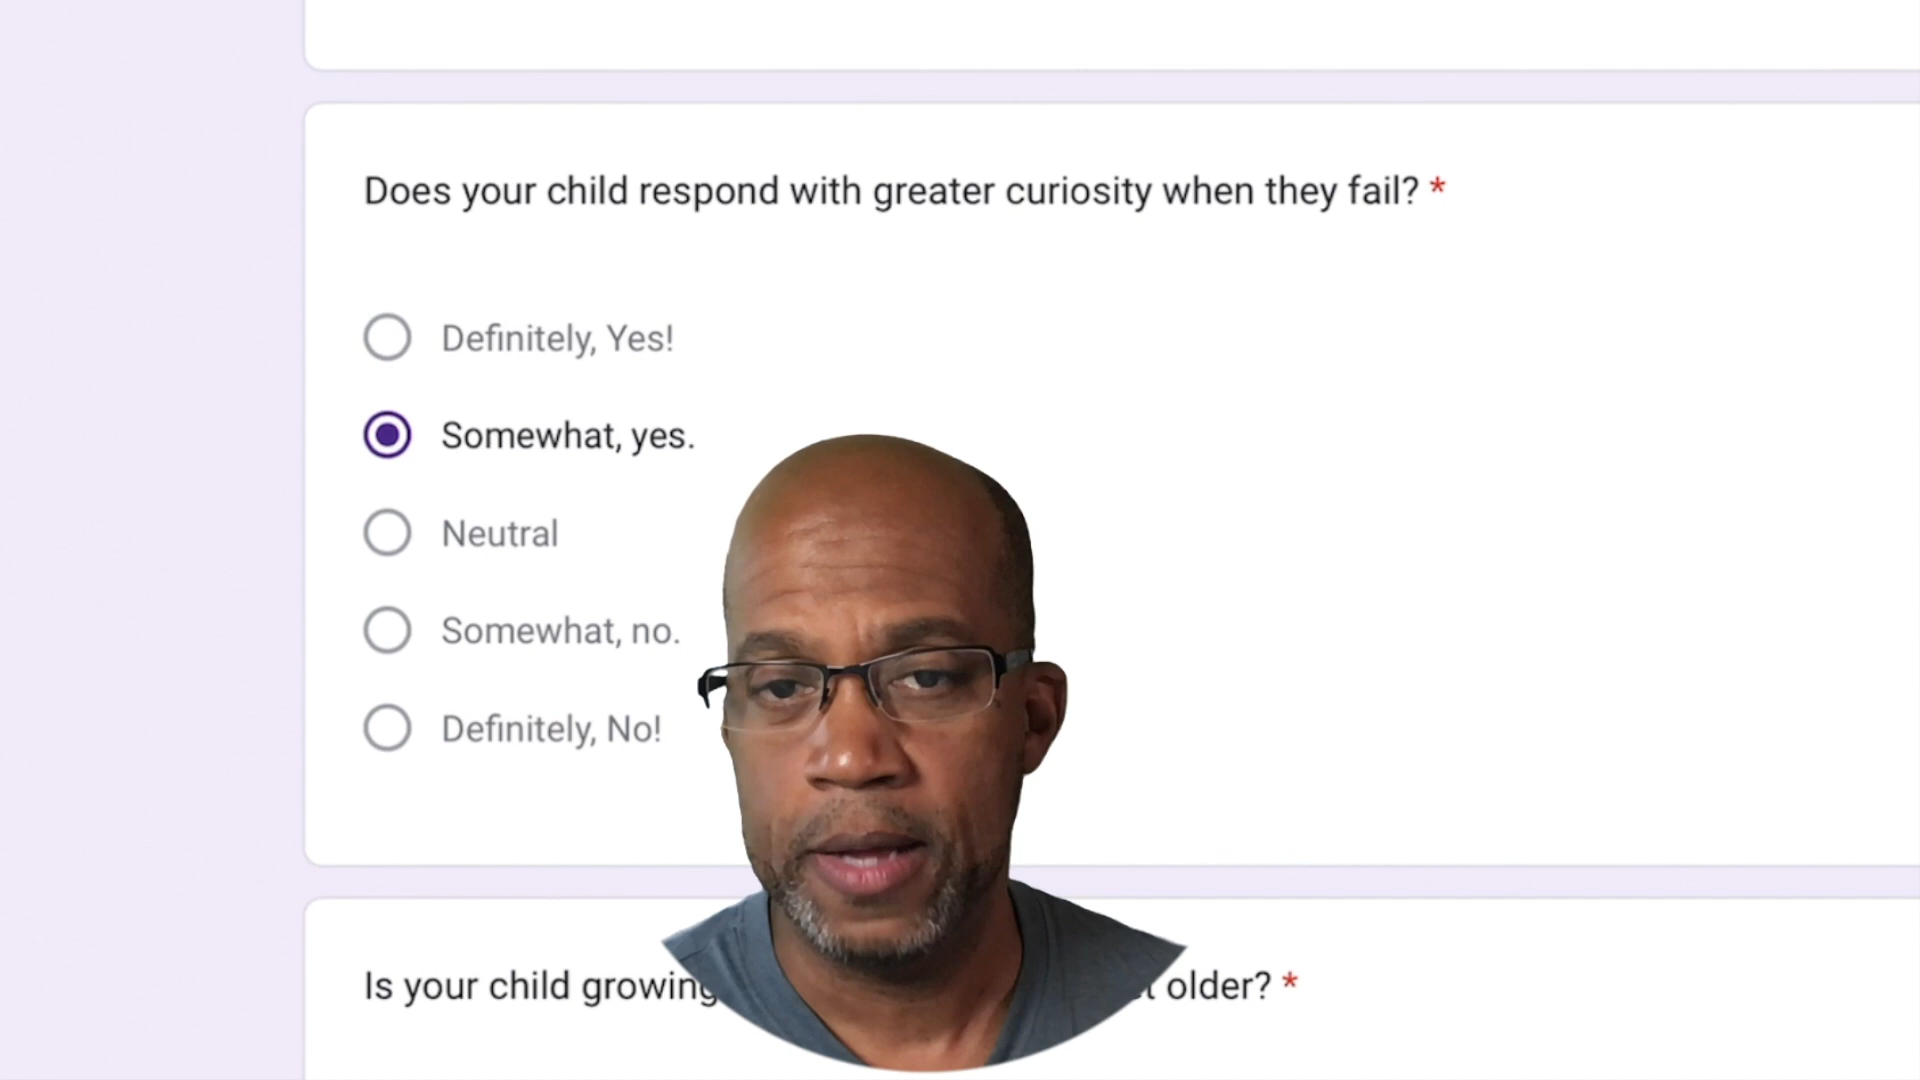 Does your child respond with greater curiosity when they fail? *
Definitely, Yes!
Somewhat, yes.
Neutral
Somewhat, no.
Definitely, No!
Is your child growing older? *